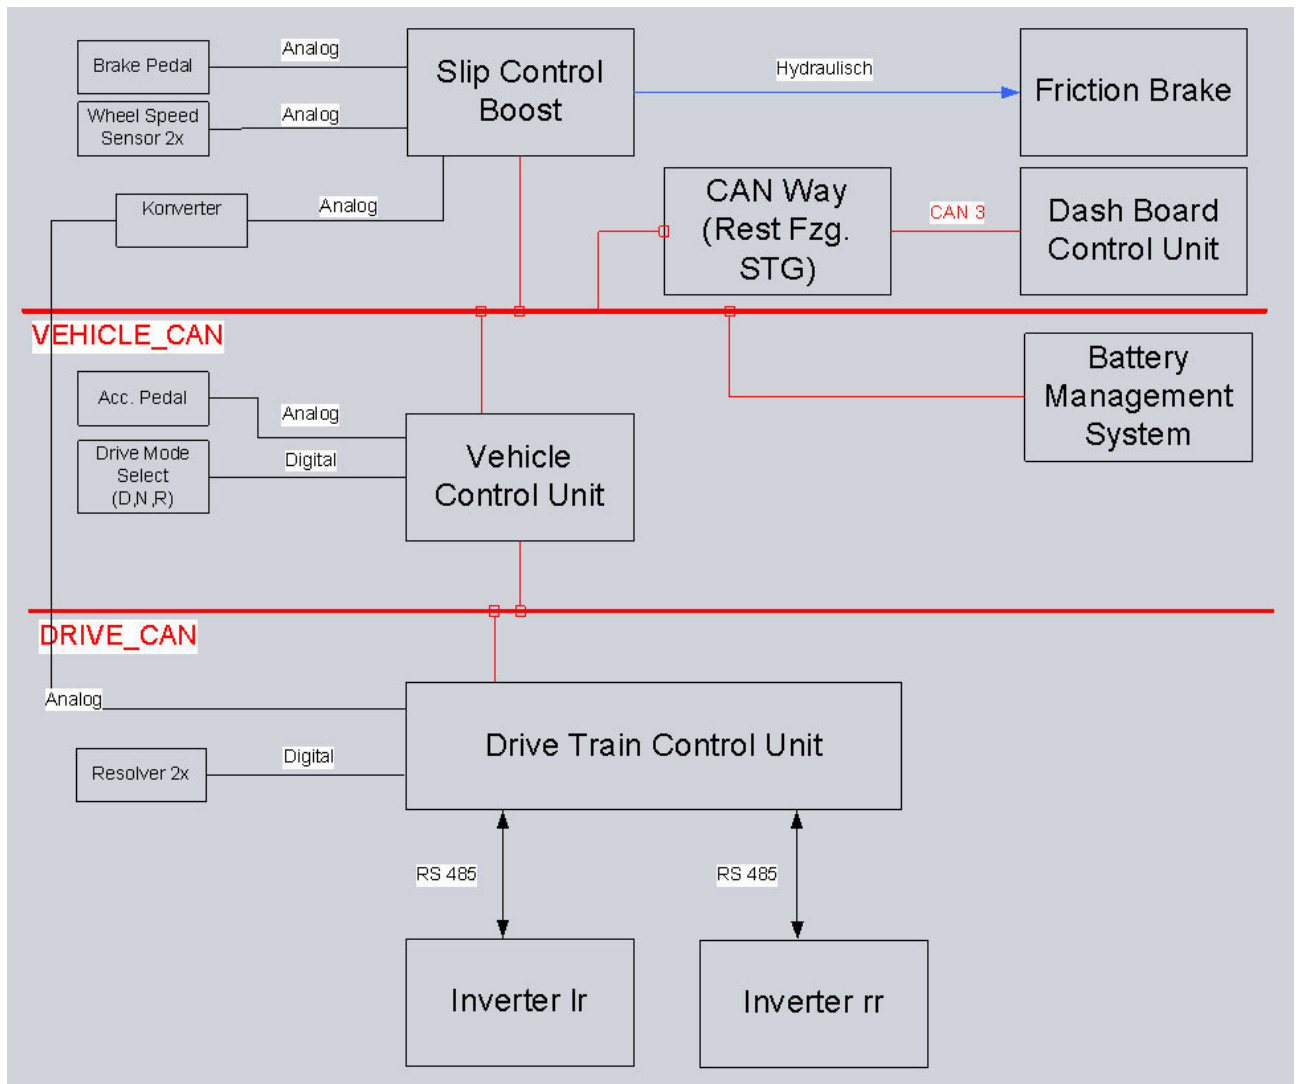 Brake Pedal
Analog
Slip Control
Boost
Hydraulisch
Friction Brake
Wheel Speed
Sensor 2x
Analog
Konverter
Analog
CAN Way
(Rest Fzg.
STG)
CAN 3
Dash Board
Control Unit
VEHICLE_CAN
Acc. Pedal
Analog
Drive Mode
Select
(D,N,R)
Digital
Vehicle
Control Unit
Battery
Management
System
DRIVE_CAN
Analog
Drive Train Control Unit
Resolver 2x
Digital
RS 485
RS 485
Inverter lr
Inverter rr